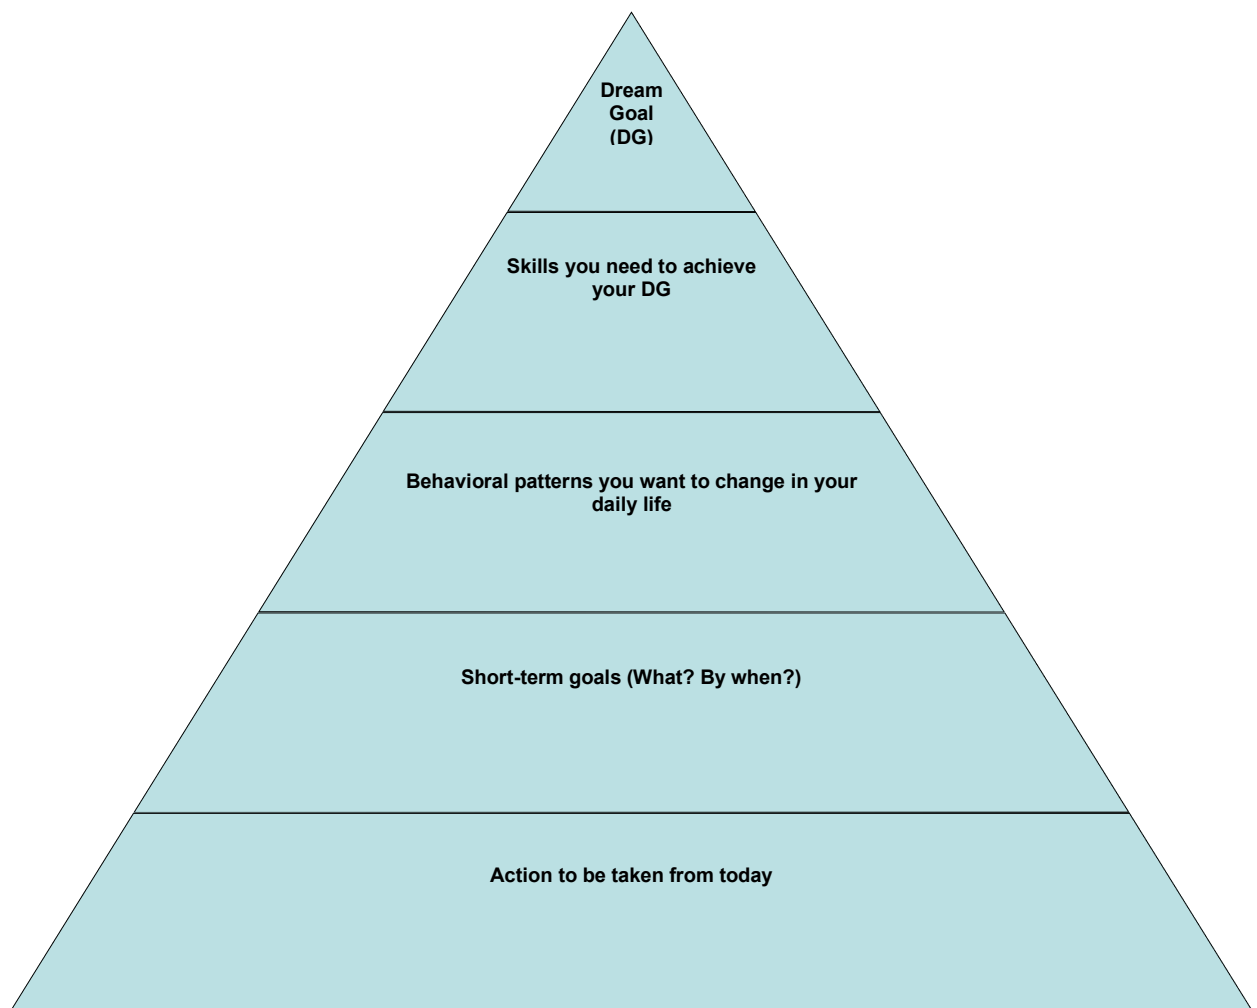 Dream
Goal
(DG)
Skills you need to achieve
your DG
Behavioral patterns you want to change in your
daily life
Short-term goals (What? By when?)
Action to be taken from today